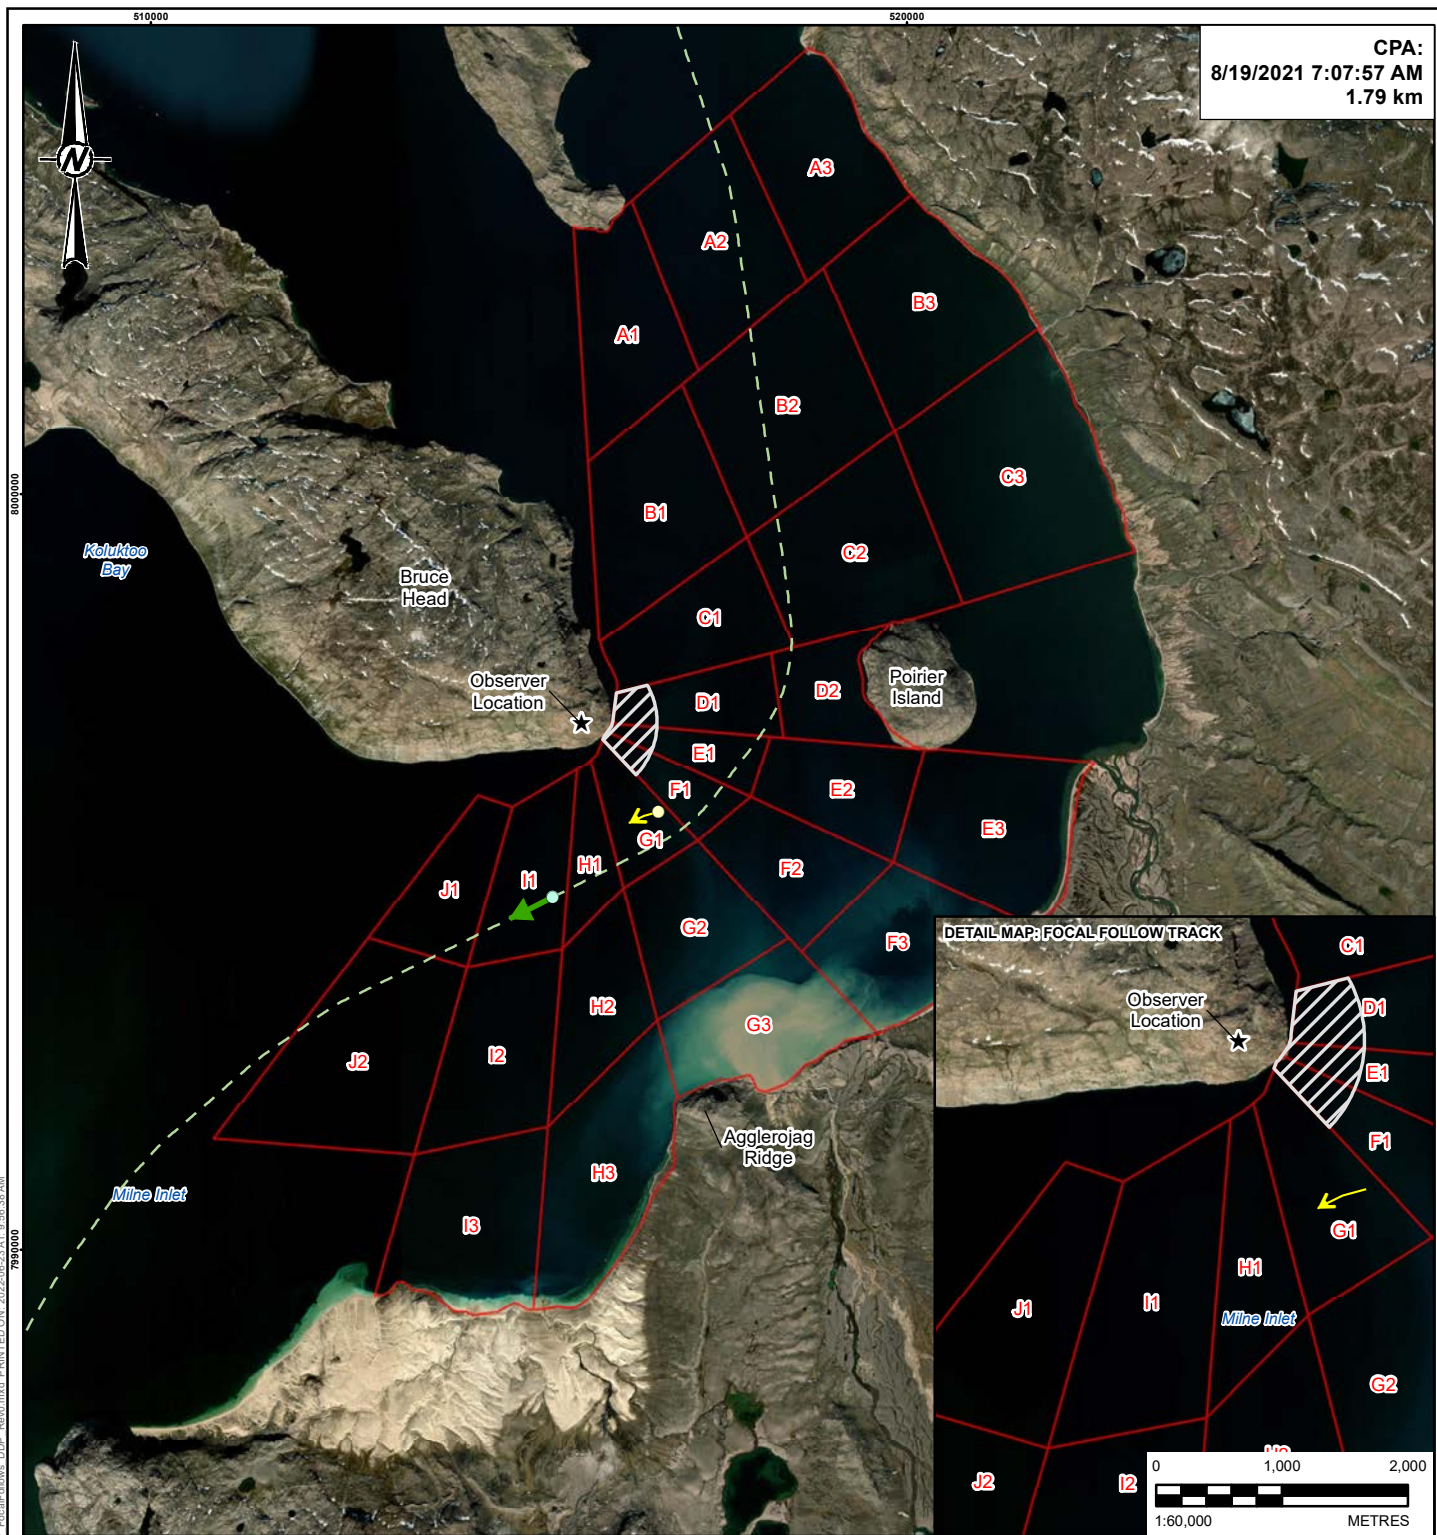 510000
520000
CPA:
8/19/2021 7:07:57 AM
1.79 km
N
A3
A2
B3
A1
B2
C3
8000000
B1
C2
Koluktoo
Bay
Bruce
Head
C1
Observer
Location
D1
D2
Poirier
Island
E1
F1
E2
G1
E3
H1
F2
I1
J1
G2
F3
H2
G3
I2
J2
Agglerojag
Ridge
H3
Milne Inlet
I3
7990000
DETAIL MAP: FOCAL FOLLOW TRACK
C1
Observer
Location
D1
E1
F1
G1
H1
J1
I1
Milne Inlet
G2
J2
I2
0
1,000
2,000
1:60,000
METRES